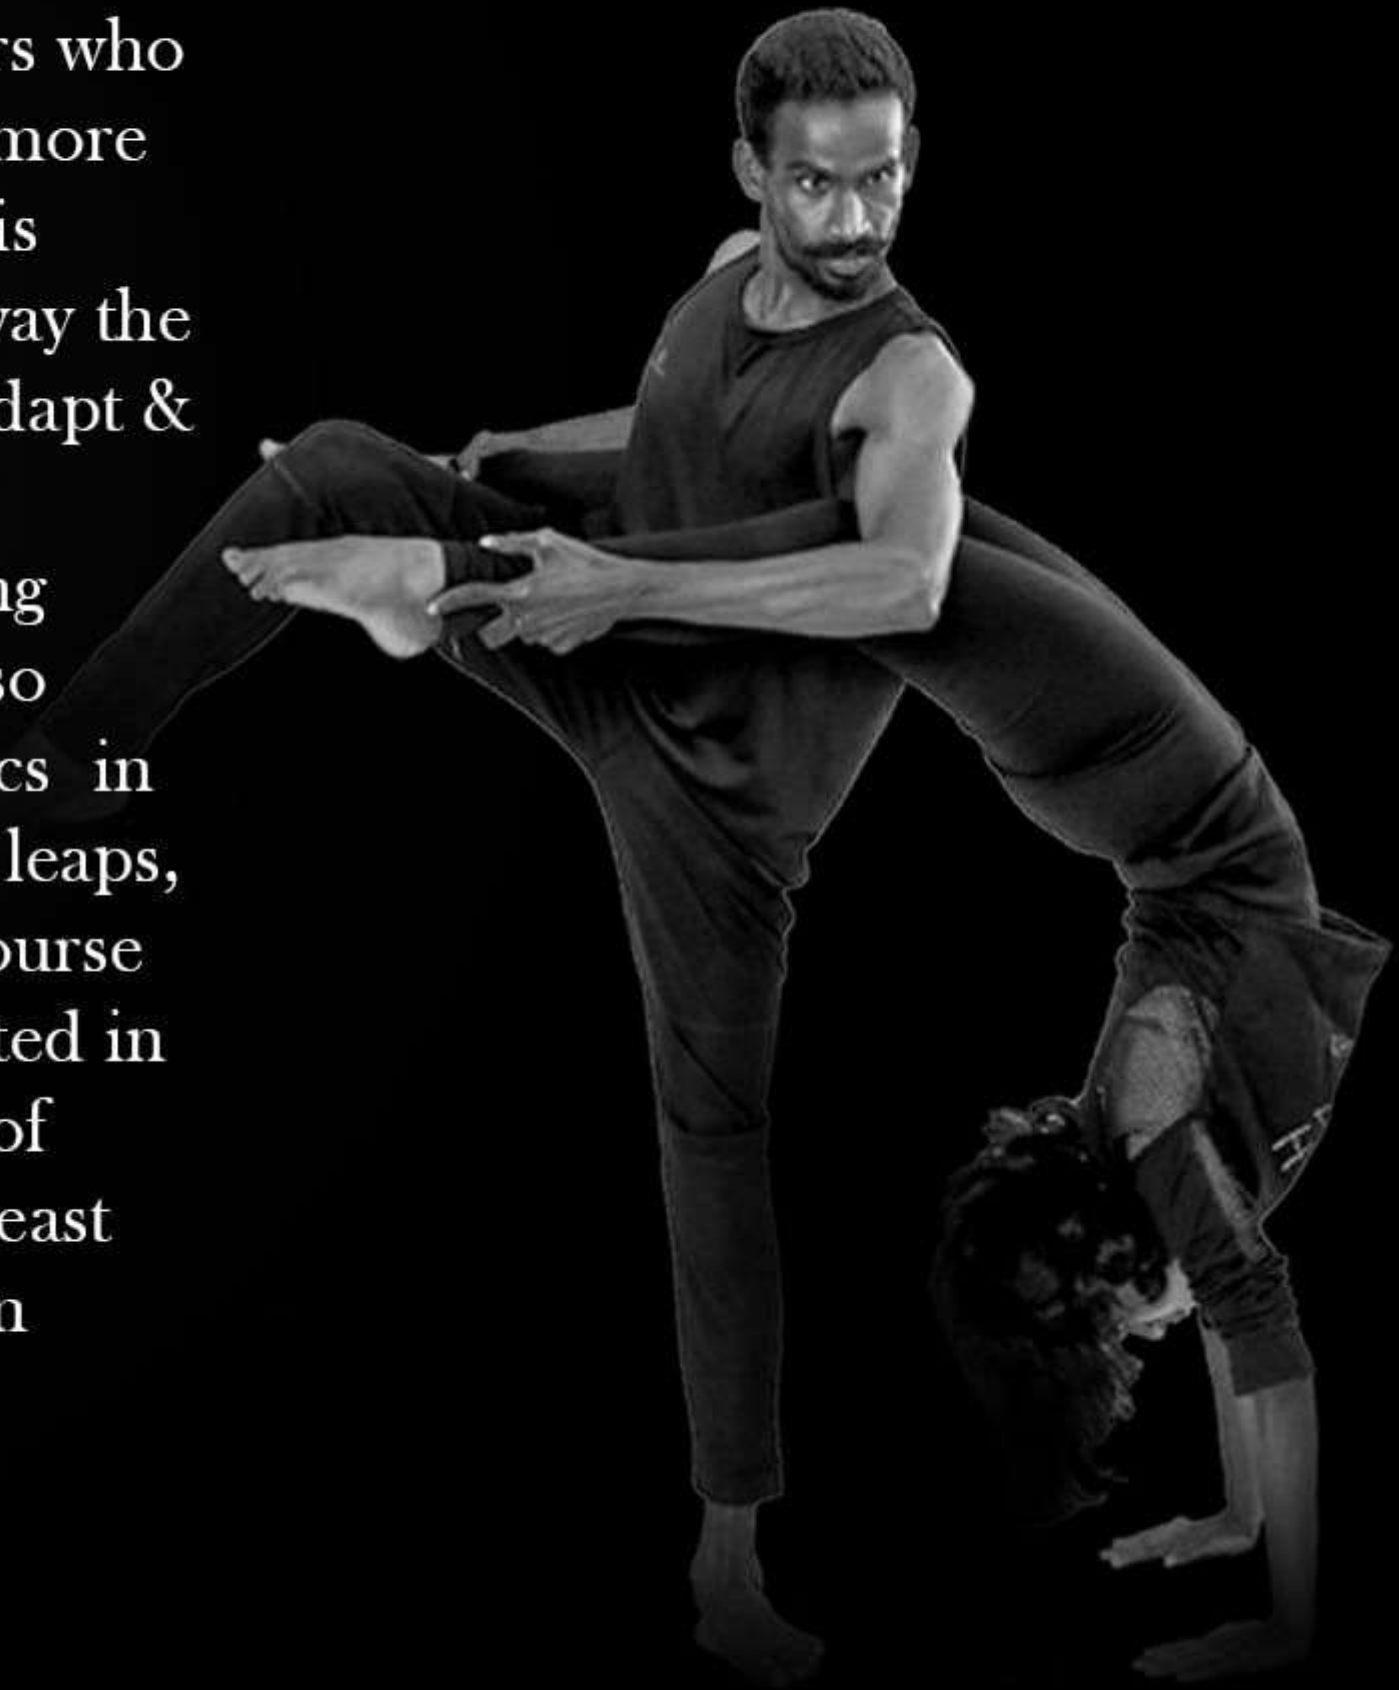 rs who
more
is
way the
dapt &
ng
so
cs in
leaps,
ourse
ted in
of
east
n